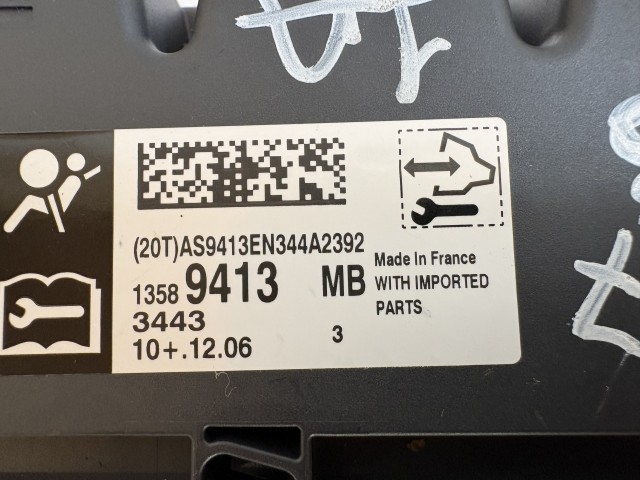 (20T)AS9413EN344A2392
1358 9413 MB
3443
10+.12.06 3
Made In France
WITH IMPORTED
PARTS